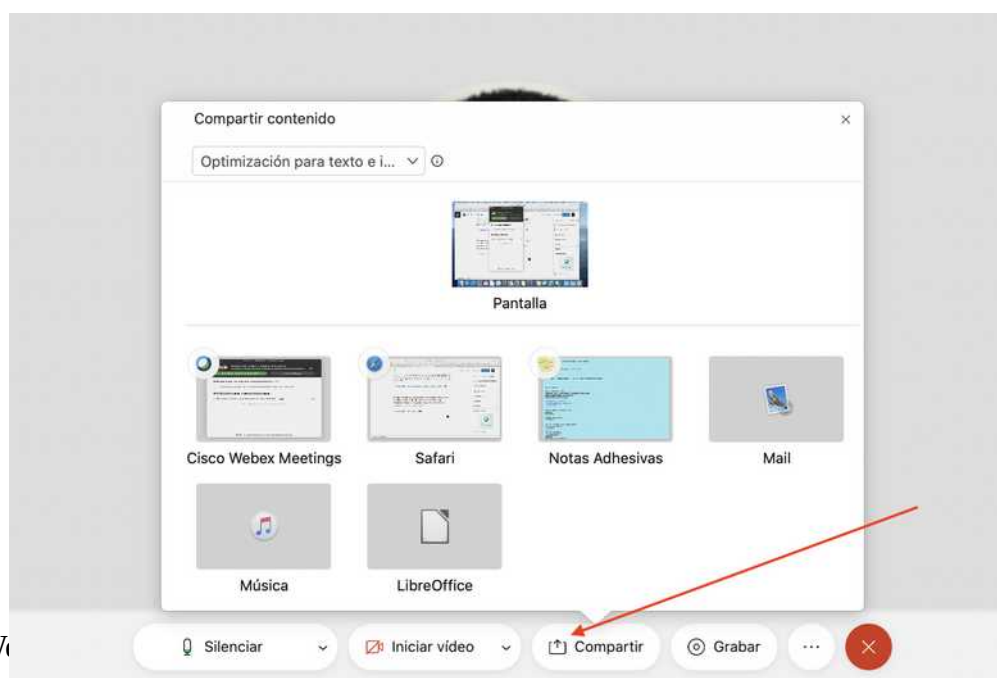 Compartir contenido
Optimización para texto e i...
Pantalla
Cisco Webex Meetings Safari Notas Adhesivas Mail
Música LibreOffice
Silenciar Iniciar vídeo Compartir Grabar ...